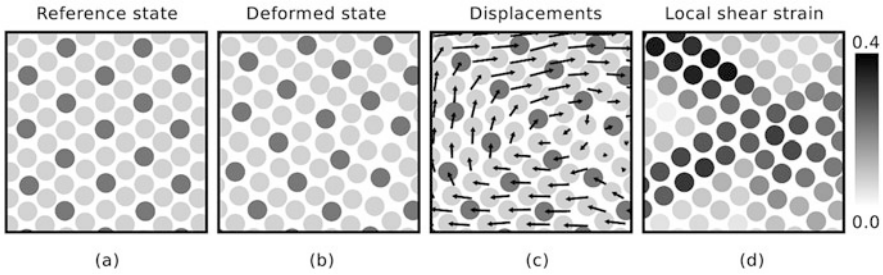 Reference state
Deformed state
Displacements
Local shear strain
0.4
0.0
(a)
(b)
(c)
(d)